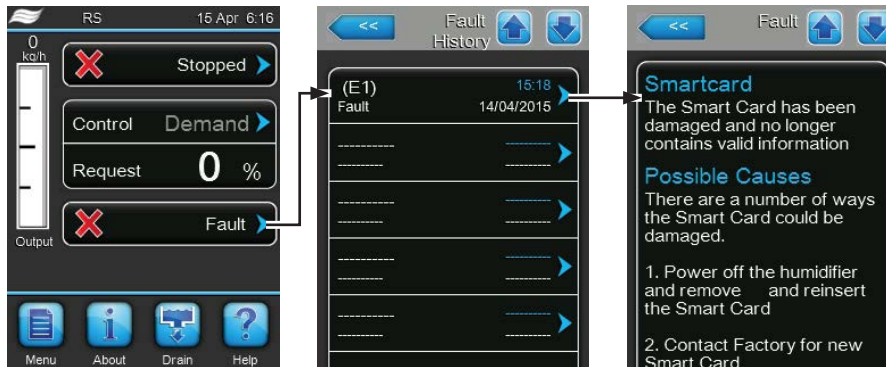 RS 15 Apr 6:16
0
kg/h
Stopped
Control Demand
Request 0 %
Fault
Output
Menu About Drain Help
<< Fault
History
(E1) 15:18
Fault 14/04/2015
---------- ----------
---------- ----------
---------- ----------
---------- ----------
---------- ----------
---------- ----------
---------- ----------
---------- ----------
<< Fault
Smartcard
The Smart Card has been
damaged and no longer
contains valid information
Possible Causes
There are a number of ways
the Smart Card could be
damaged.
1. Power off the humidifier
and remove and reinsert
the Smart Card
2. Contact Factory for new
Smart Card